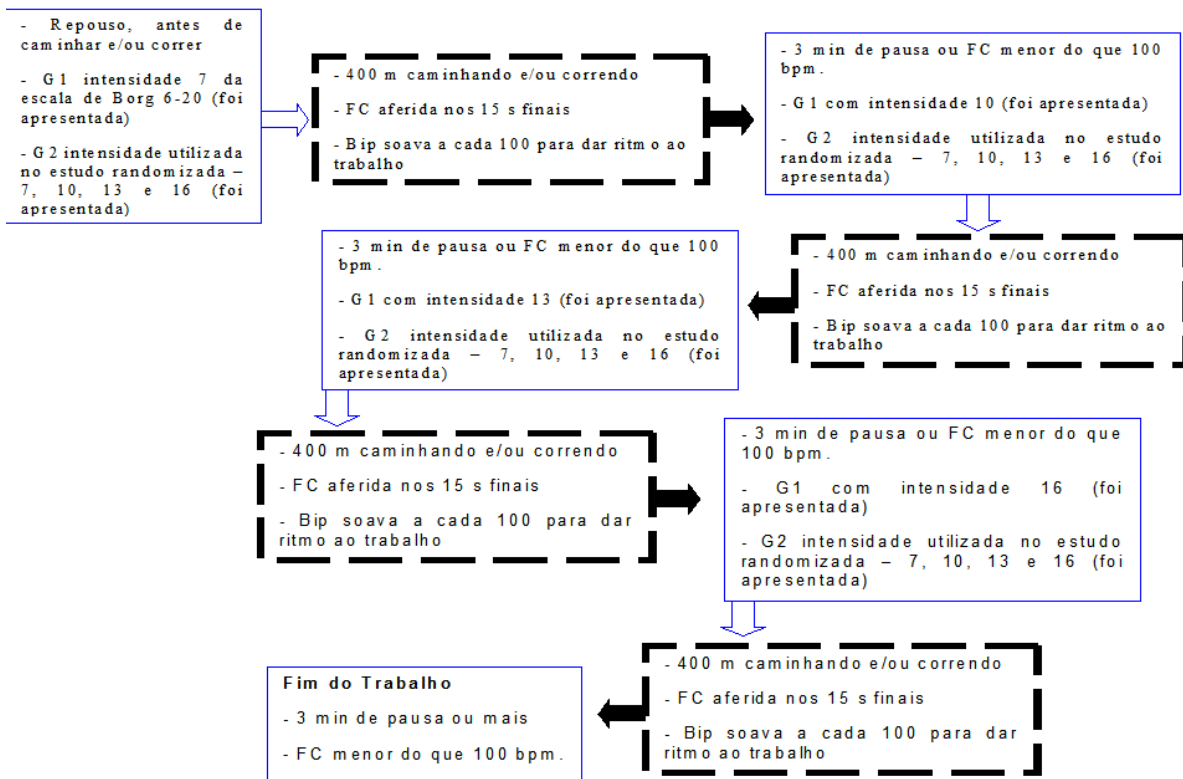 - Repouso, antes de
caminhar e/ou correr
- G1 intensidade 7 da
escala de Borg 6-20 (foi
apresentada)
- G2 intensidade utilizada
no estudo randomizada –
7, 10, 13 e 16 (foi
apresentada)
- 400 m caminhando e/ou correndo
- FC aferida nos 15 s finais
- Bip soava a cada 100 para dar ritmo ao
trabalho
- 3 min de pausa ou FC menor do que 100
bpm.
- G1 com intensidade 10 (foi apresentada)
- G2 intensidade utilizada no estudo
randomizada – 7, 10, 13 e 16 (foi
apresentada)
- 400 m caminhando e/ou correndo
- FC aferida nos 15 s finais
- Bip soava a cada 100 para dar ritmo ao
trabalho
- 3 min de pausa ou FC menor do que 100
bpm.
- G1 com intensidade 13 (foi apresentada)
- G2 intensidade utilizada no estudo
randomizada – 7, 10, 13 e 16 (foi
apresentada)
- 400 m caminhando e/ou correndo
- FC aferida nos 15 s finais
- Bip soava a cada 100 para dar
ritmo ao trabalho
- 3 min de pausa ou FC menor do que
100 bpm.
- G1 com intensidade 16 (foi
apresentada)
- G2 intensidade utilizada no estudo
randomizada – 7, 10, 13 e 16 (foi
apresentada)
- 400 m caminhando e/ou correndo
- FC aferida nos 15 s finais
- Bip soava a cada 100 para dar
ritmo ao trabalho
Fim do Trabalho
- 3 min de pausa ou mais
- FC menor do que 100 bpm.